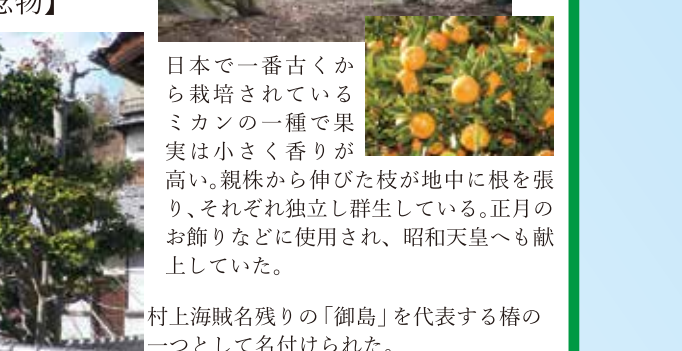 念物】
日本で一番古くか
ら栽培されている
ミカンの一種で果
実は小さく香りが
高い。親株から伸びた枝が地中に根を張
り、それぞれ独立し群生している。正月の
お飾りなどに使用され、昭和天皇へも献
上していた。
村上海賊名残りの「御島」を代表する椿の
一つとして名付けられた。